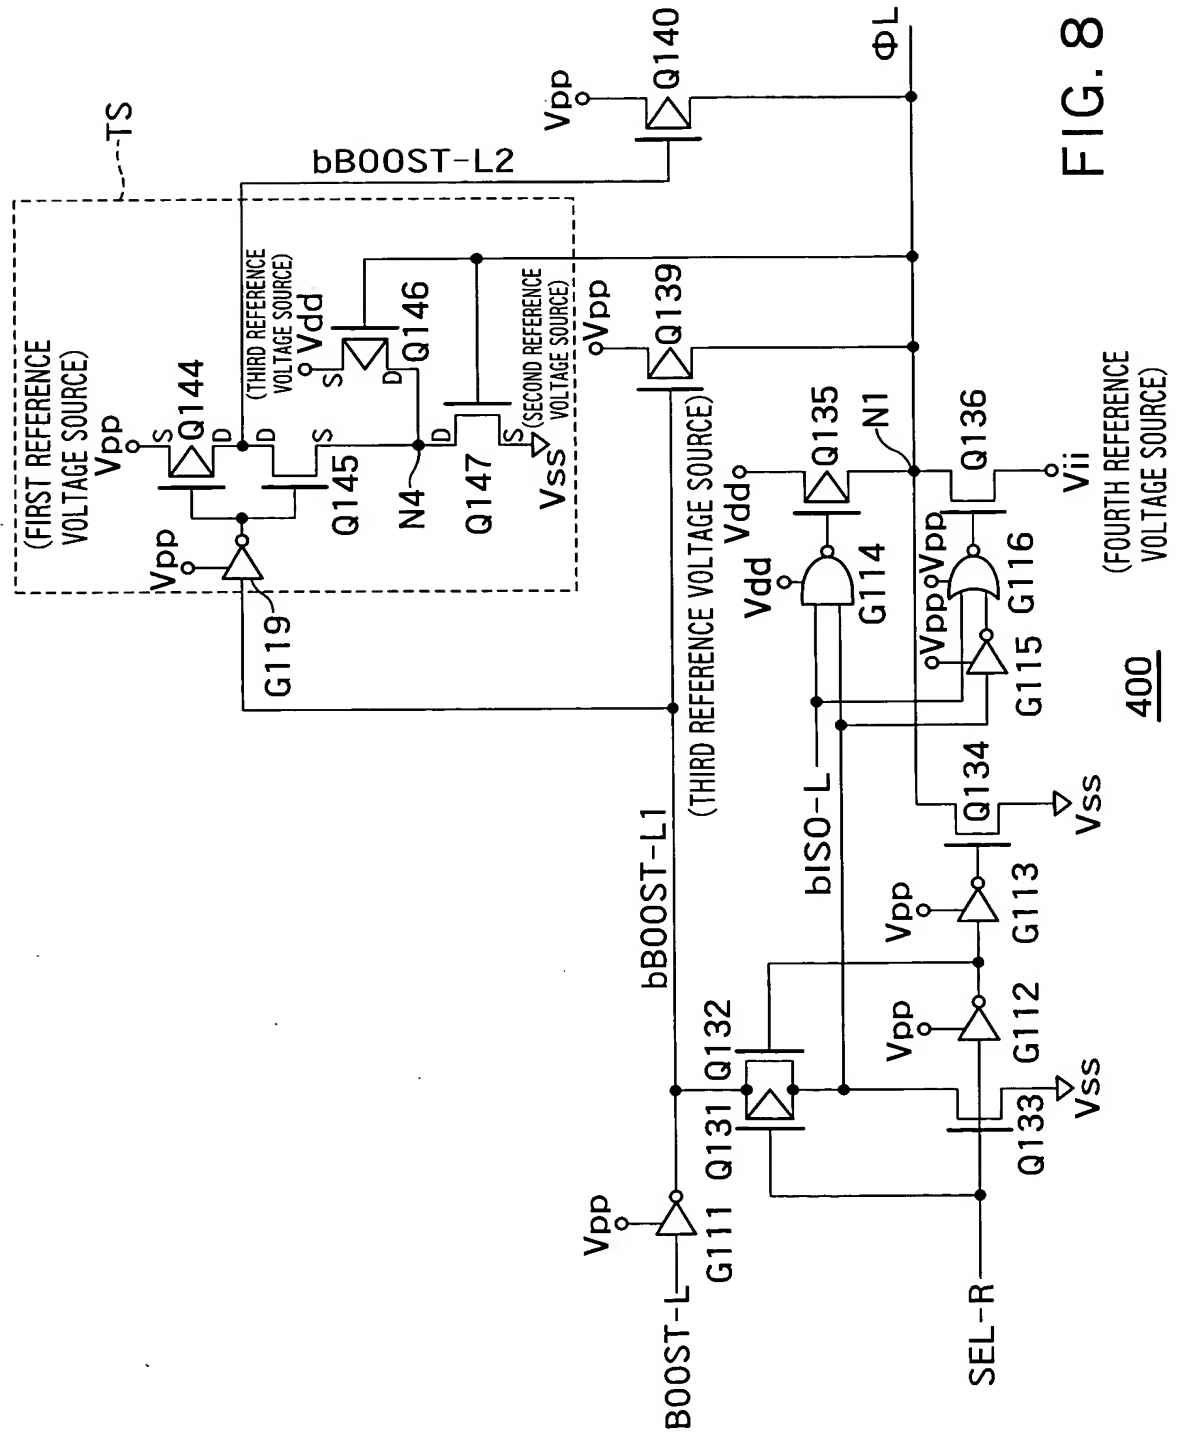 TS
(FIRST REFERENCE
VOLTAGE SOURCE)
Vpp
S
Q144
D
D
S
Q145
Vpp
G119
(THIRD REFERENCE
VOLTAGE SOURCE)
Vdd
S
D
Q146
N4
D
S
Q147
(SECOND REFERENCE
VOLTAGE SOURCE)
Vss
bBOOST-L2
Vpp
Q140
ΦL
Vpp
Q139
(THIRD REFERENCE VOLTAGE SOURCE)
Vdd
Q135
N1
Vdd
G114
Q136
Vii
(FOURTH REFERENCE
VOLTAGE SOURCE)
Vpp
G116
Vpp
G115
bISO-L
bBOOST-L1
Q134
Vss
Vpp
G113
Vpp
G112
Q132
Q131
Q133
Vss
Vpp
G111
BOOST-L
SEL-R
400
FIG. 8